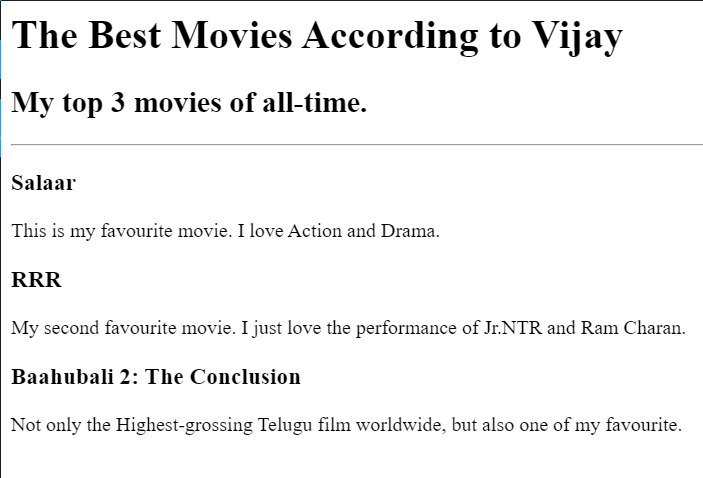 The Best Movies According to Vijay
My top 3 movies of all-time.
Salaar
This is my favourite movie. I love Action and Drama.
RRR
My second favourite movie. I just love the performance of Jr.NTR and Ram Charan.
Baahubali 2: The Conclusion
Not only the Highest-grossing Telugu film worldwide, but also one of my favourite.